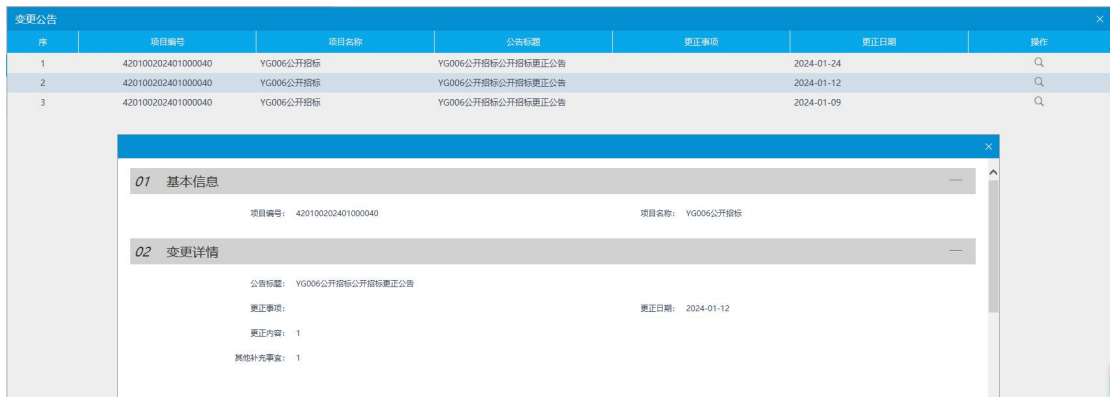 变更公告
序 项目编号 项目名称 公告标题 更正事项 更正日期 操作
1 420100202401000040 YG006公开招标 YG006公开招标公开招标更正公告 2024-01-24
2 420100202401000040 YG006公开招标 YG006公开招标公开招标更正公告 2024-01-12
3 420100202401000040 YG006公开招标 YG006公开招标公开招标更正公告 2024-01-09
01 基本信息
项目编号： 420100202401000040 项目名称： YG006公开招标
02 变更详情
公告标题： YG006公开招标公开招标更正公告
更正事项： 更正日期： 2024-01-12
更正内容： 1
其他补充事宜： 1